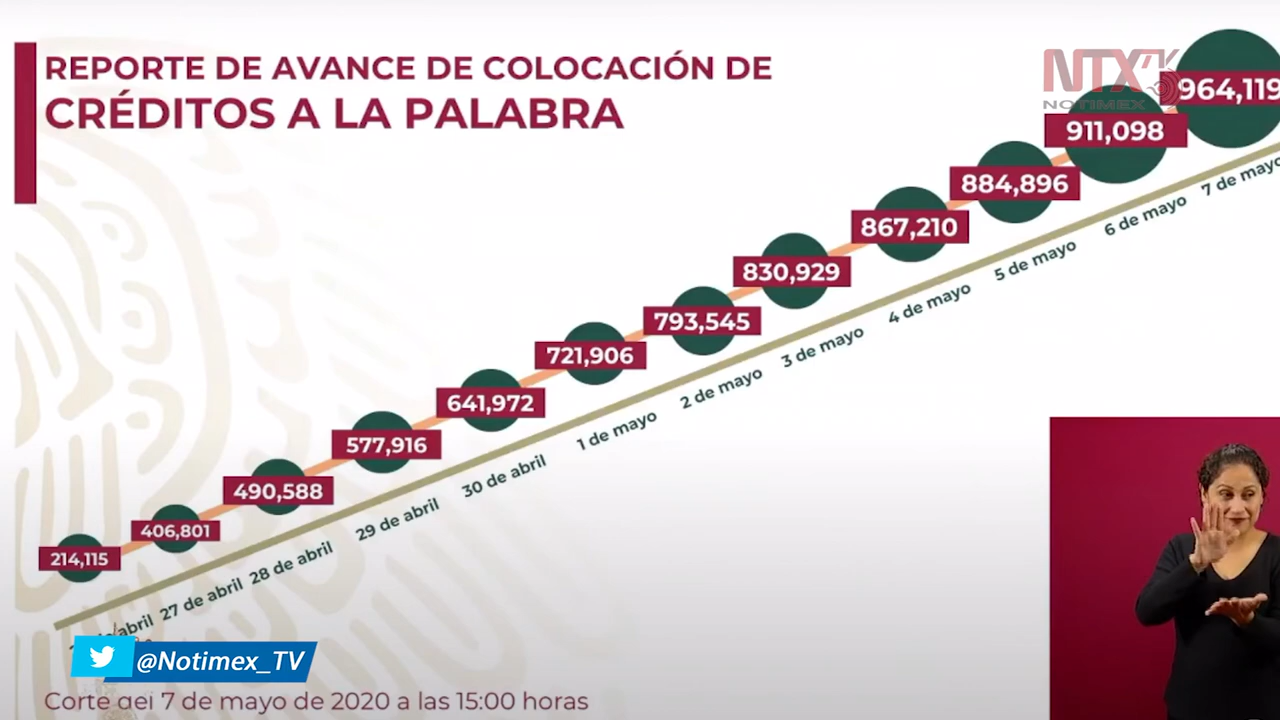 REPORTE DE AVANCE DE COLOCACIÓN DE
CRÉDITOS A LA PALABRA
NTX
NOTIMEX
964,119
911,098
884,896
867,210
830,929
793,545
721,906
641,972
577,916
490,588
406,801
214,115
abril
27 de abril
28 de abril
29 de abril
30 de abril
1 de mayo
2 de mayo
3 de mayo
4 de mayo
5 de mayo
6 de mayo
7 de mayo
@Notimex_TV
Corte del 7 de mayo de 2020 a las 15:00 horas